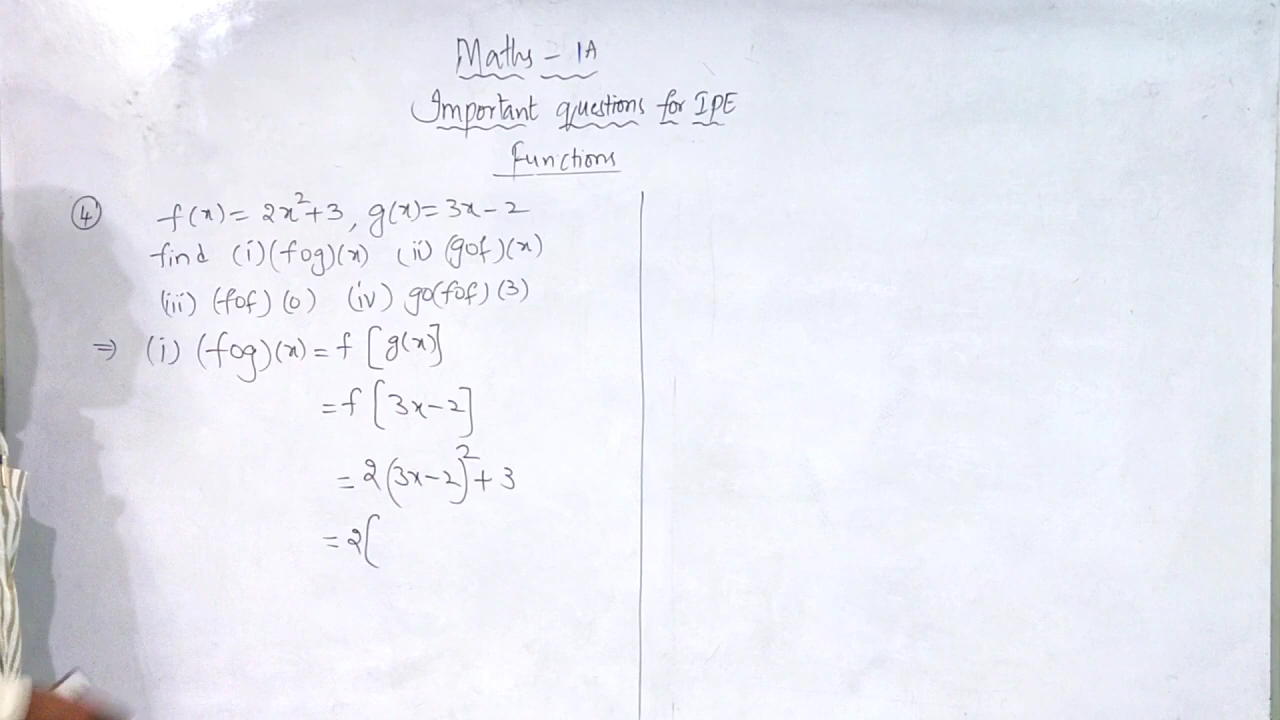 Maths - 1A
Important questions for IPE
Functions
④ f(x) = 2x²+3, g(x) = 3x-2
find (i) (fog)(x) (ii) (gof)(x)
(iii) (fof)(0) (iv) go(fof)(3)
⇒ (i) (fog)(x) = f[g(x)]
= f[3x-2]
= 2(3x-2)²+3
= 2(